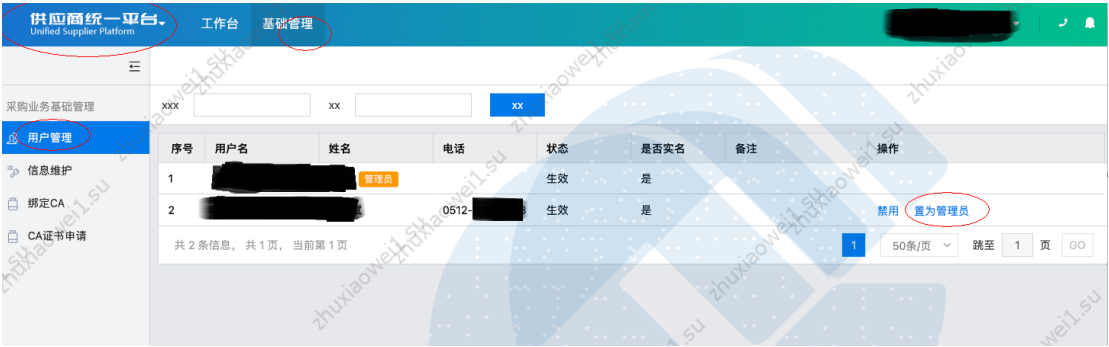 供应商统一平台
Unified Supplier Platform
工作台 基础管理
采购业务基础管理
用户管理
信息维护
绑定CA
CA证书申请
xxx xx xx
序号 用户名 姓名 电话 状态 是否实名 备注 操作
1 管理员 生效 是
2 0512- 8 生效 是 禁用 置为管理员
共 2 条信息, 共 1 页, 当前第 1 页 1 50条/页 跳至 1 页 GO
zhuxiaowei1.su